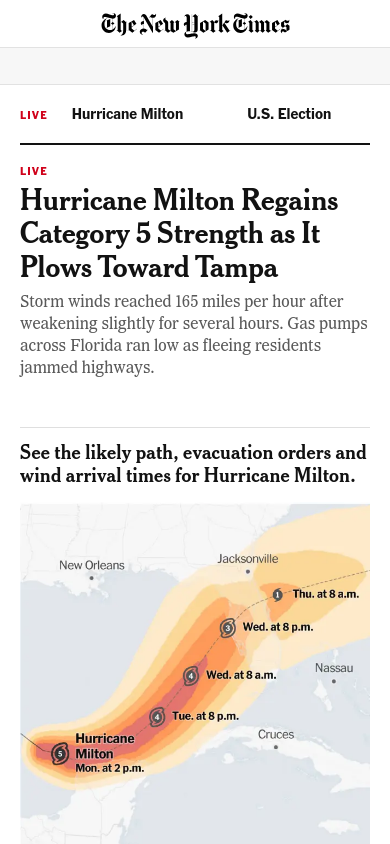 The New York Times
LIVE Hurricane Milton U.S. Election
LIVE
Hurricane Milton Regains
Category 5 Strength as It
Plows Toward Tampa
Storm winds reached 165 miles per hour after
weakening slightly for several hours. Gas pumps
across Florida ran low as fleeing residents
jammed highways.
See the likely path, evacuation orders and
wind arrival times for Hurricane Milton.
New Orleans
Jacksonville
1 Thu. at 8 a.m.
3 Wed. at 8 p.m.
4 Wed. at 8 a.m.
Nassau
4 Tue. at 8 p.m.
Cruces
5 Hurricane
Milton
Mon. at 2 p.m.